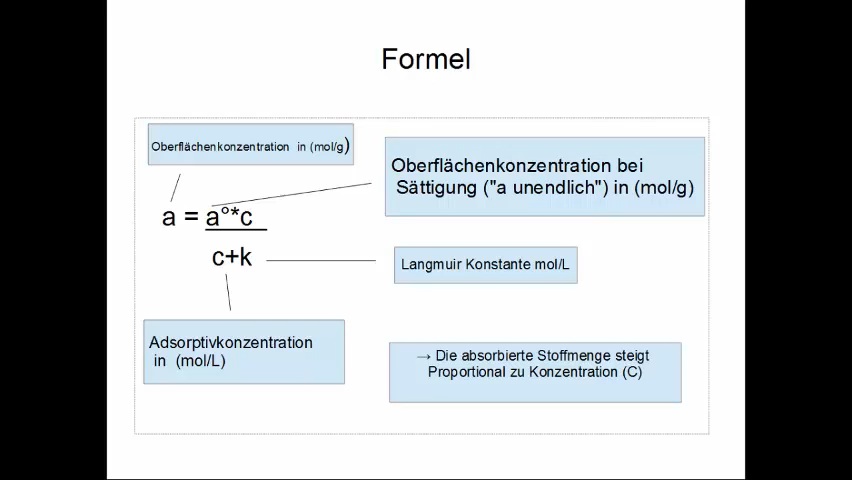 Formel
Oberflächenkonzentration in (mol/g)
Oberflächenkonzentration bei
Sättigung ("a unendlich") in (mol/g)
a = a°*c
c+k
Langmuir Konstante mol/L
Adsorptivkonzentration
in (mol/L)
→ Die absorbierte Stoffmenge steigt
Proportional zu Konzentration (C)